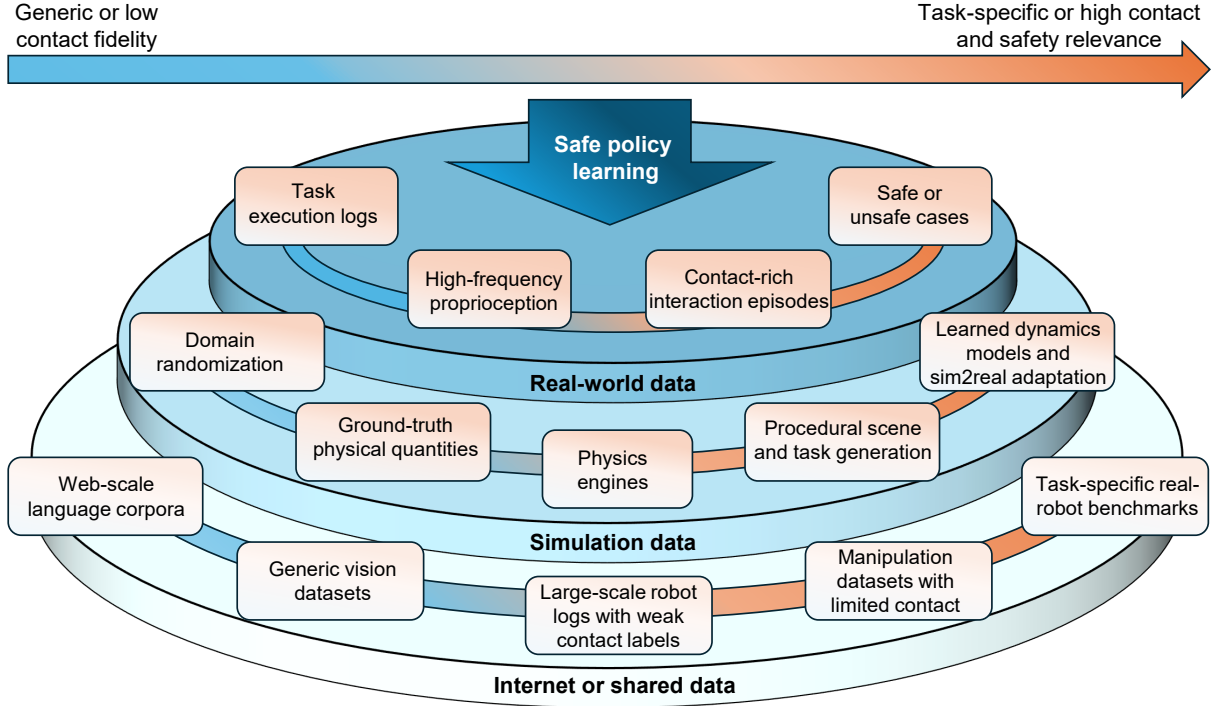 Generic or low
contact fidelity
Task-specific or high contact
and safety relevance
Safe policy
learning
Task
execution logs
High-frequency
proprioception
Contact-rich
interaction episodes
Safe or
unsafe cases
Real-world data
Domain
randomization
Ground-truth
physical quantities
Physics
engines
Procedural scene
and task generation
Learned dynamics
models and
sim2real adaptation
Simulation data
Web-scale
language corpora
Generic vision
datasets
Large-scale robot
logs with weak
contact labels
Manipulation
datasets with
limited contact
Task-specific real-
robot benchmarks
Internet or shared data